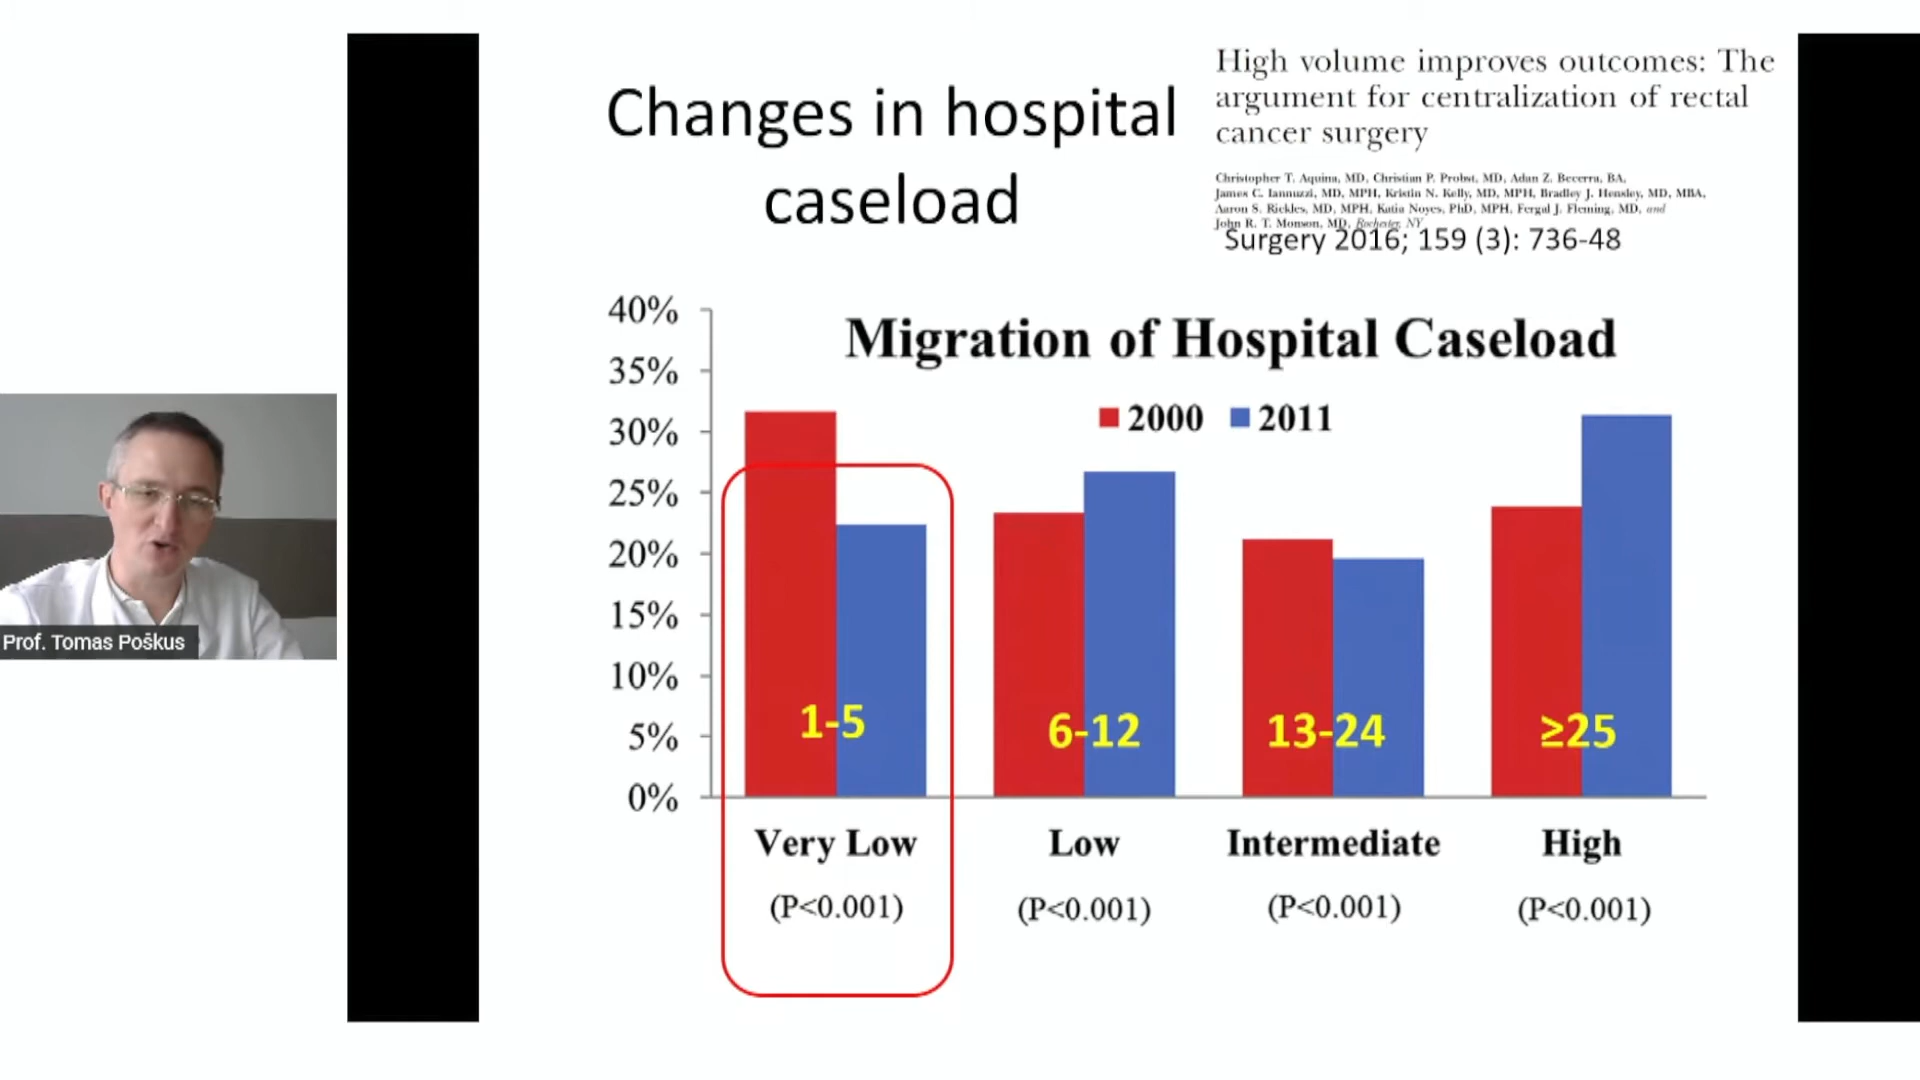 Changes in hospital
caseload
High volume improves outcomes: The
argument for centralization of rectal
cancer surgery
Christopher T. Aquina, MD, Christian P. Probst, MD, Adan Z. Becerra, BA,
James C. Iannuzzi, MD, MPH, Kristin N. Kelly, MD, MPH, Bradley J. Hensley, MD, MBA,
Aaron S. Rickles, MD, MPH, Katia Noyes, PhD, MPH, Fergal J. Fleming, MD, and
John R. T. Monson, MD, Rochester, NY
Surgery 2016; 159 (3): 736-48
Migration of Hospital Caseload
2000 2011
40%
35%
30%
25%
20%
15%
10%
5%
0%
1-5 6-12 13-24 ≥25
Very Low Low Intermediate High
(P<0.001) (P<0.001) (P<0.001) (P<0.001)
Prof. Tomas Poškus